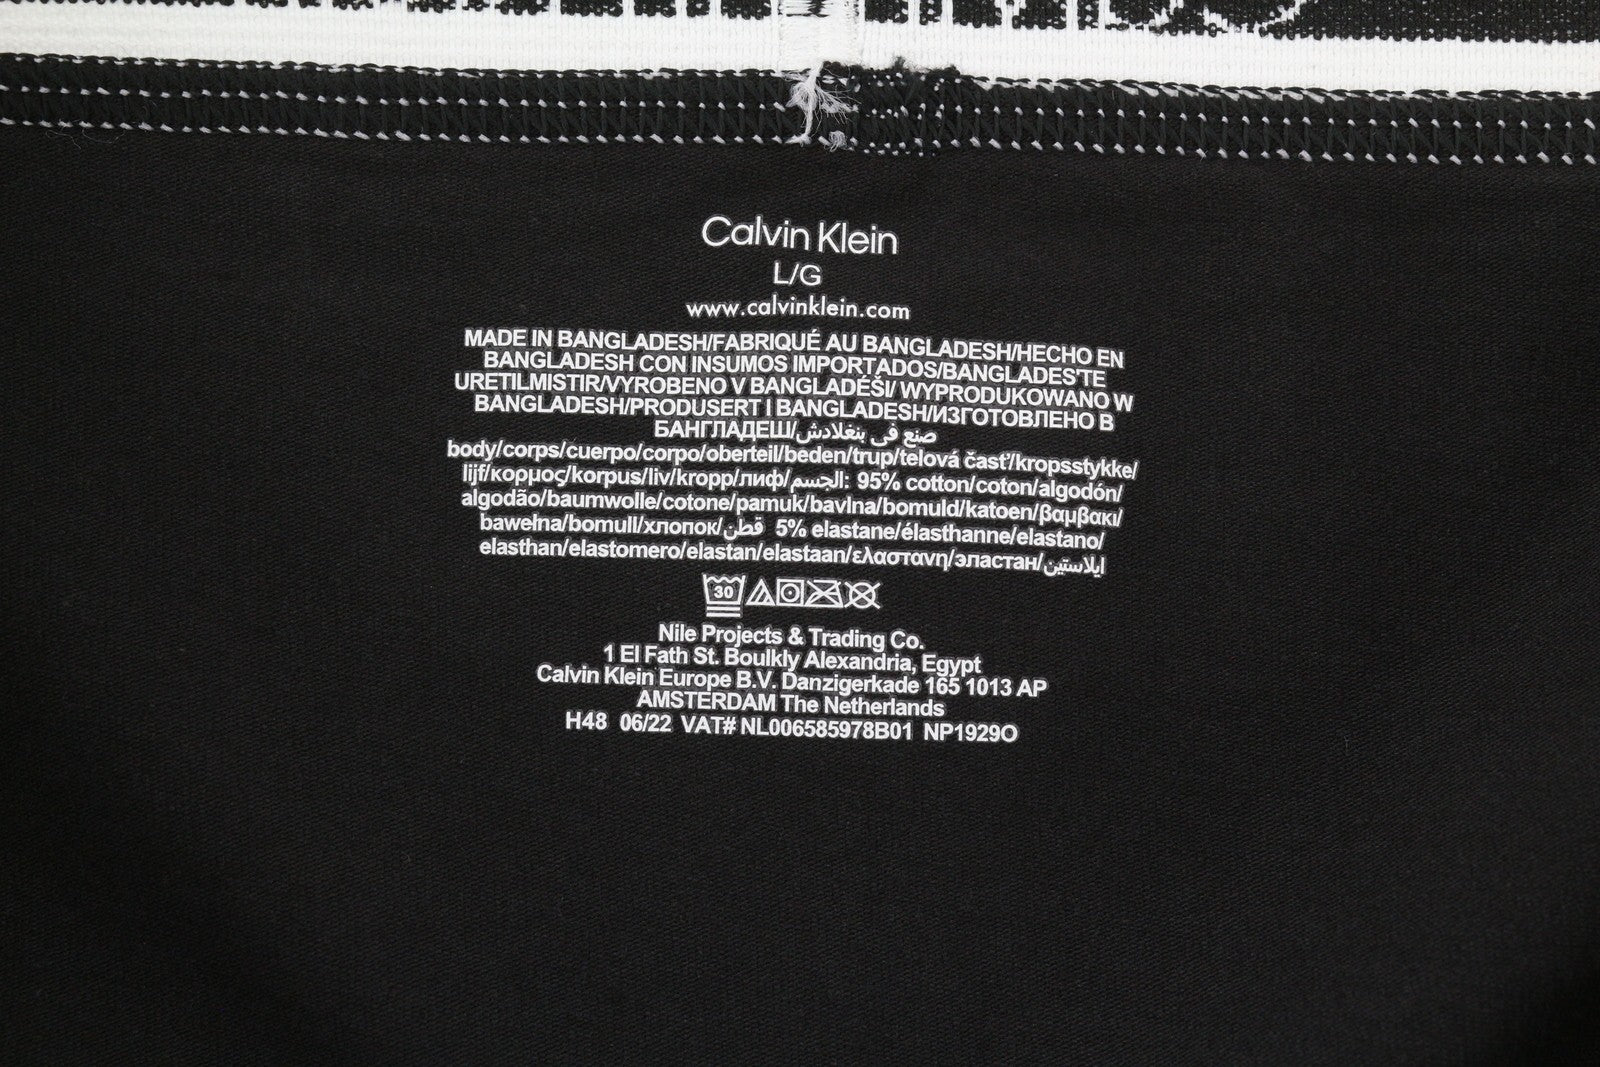 Calvin Klein
L/G
www.calvinklein.com
MADE IN BANGLADESH/FABRIQUÉ AU BANGLADESH/HECHO EN
BANGLADESH CON INSUMOS IMPORTADOS/BANGLADES'TE
URETILMISTIR/VYROBENO V BANGLADÉŠI/ WYPRODUKOWANO W
BANGLADESH/PRODUSERT I BANGLADESH/ИЗГОТОВЛЕНО В
БАНГЛАДЕШ/صنع فى بنغلادش
body/corps/cuerpo/corpo/oberteil/beden/trup/telová časť/kropsstykke/
lijf/κορμος/korpus/liv/kropp/лиф/الجسم: 95% cotton/coton/algodón/
algodão/baumwolle/cotone/pamuk/bavlna/bomuld/katoen/βαμβακι/
bawełna/bomull/хлопок/قطن 5% elastane/élasthanne/elastano/
elasthan/elastomero/elastan/elastaan/ελαστανη/эластан/ايلاستين
30
Nile Projects & Trading Co.
1 El Fath St. Boulkly Alexandria, Egypt
Calvin Klein Europe B.V. Danzigerkade 165 1013 AP
AMSTERDAM The Netherlands
H48 06/22 VAT# NL006585978B01 NP1929O